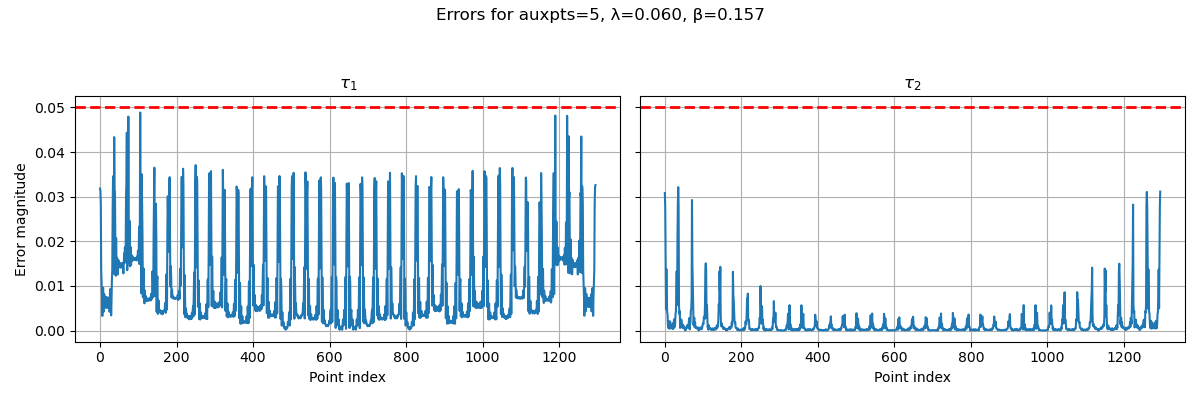 Errors for auxpts=5, λ=0.060, β=0.157
τ1
τ2
Error magnitude
0.05
0.04
0.03
0.02
0.01
0.00
0 200 400 600 800 1000 1200
0 200 400 600 800 1000 1200
Point index
Point index